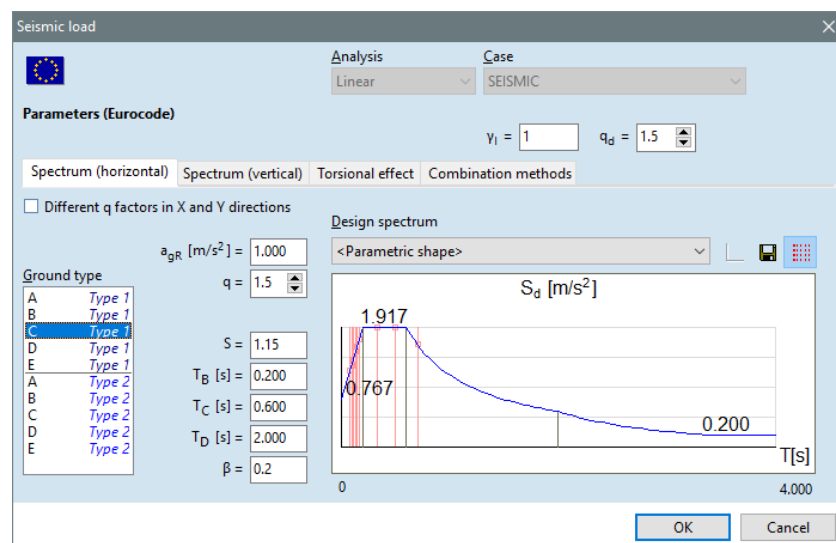 Seismic load
Analysis Case
Linear SEISMIC
Parameters (Eurocode)
γI = 1 qd = 1.5
Spectrum (horizontal) Spectrum (vertical) Torsional effect Combination methods
Different q factors in X and Y directions
Design spectrum
agR [m/s²] = 1.000
<Parametric shape>
Ground type
q = 1.5
A Type 1
B Type 1
C Type 1
D Type 1
E Type 1
A Type 2
B Type 2
C Type 2
D Type 2
E Type 2
S = 1.15
TB [s] = 0.200
TC [s] = 0.600
TD [s] = 2.000
β = 0.2
Sd [m/s²]
1.917
0.767
0.200
T[s]
0 4.000
OK Cancel